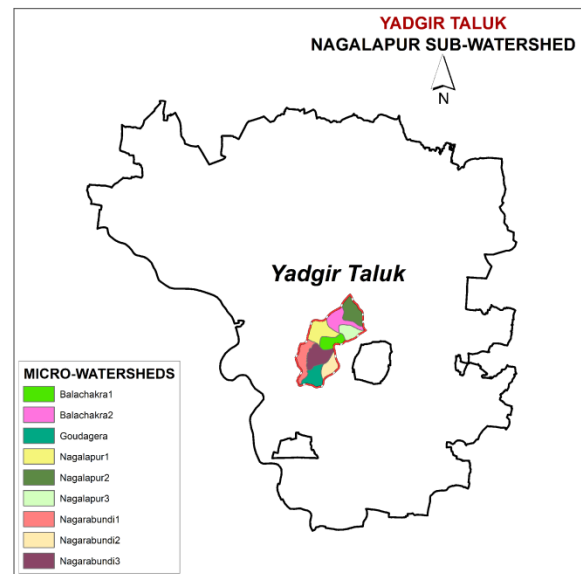 YADGIR TALUK
NAGALAPUR SUB-WATERSHED
N
Yadgir Taluk
MICRO-WATERSHEDS
Balachakra1
Balachakra2
Goudagera
Nagalapur1
Nagalapur2
Nagalapur3
Nagarabundi1
Nagarabundi2
Nagarabundi3